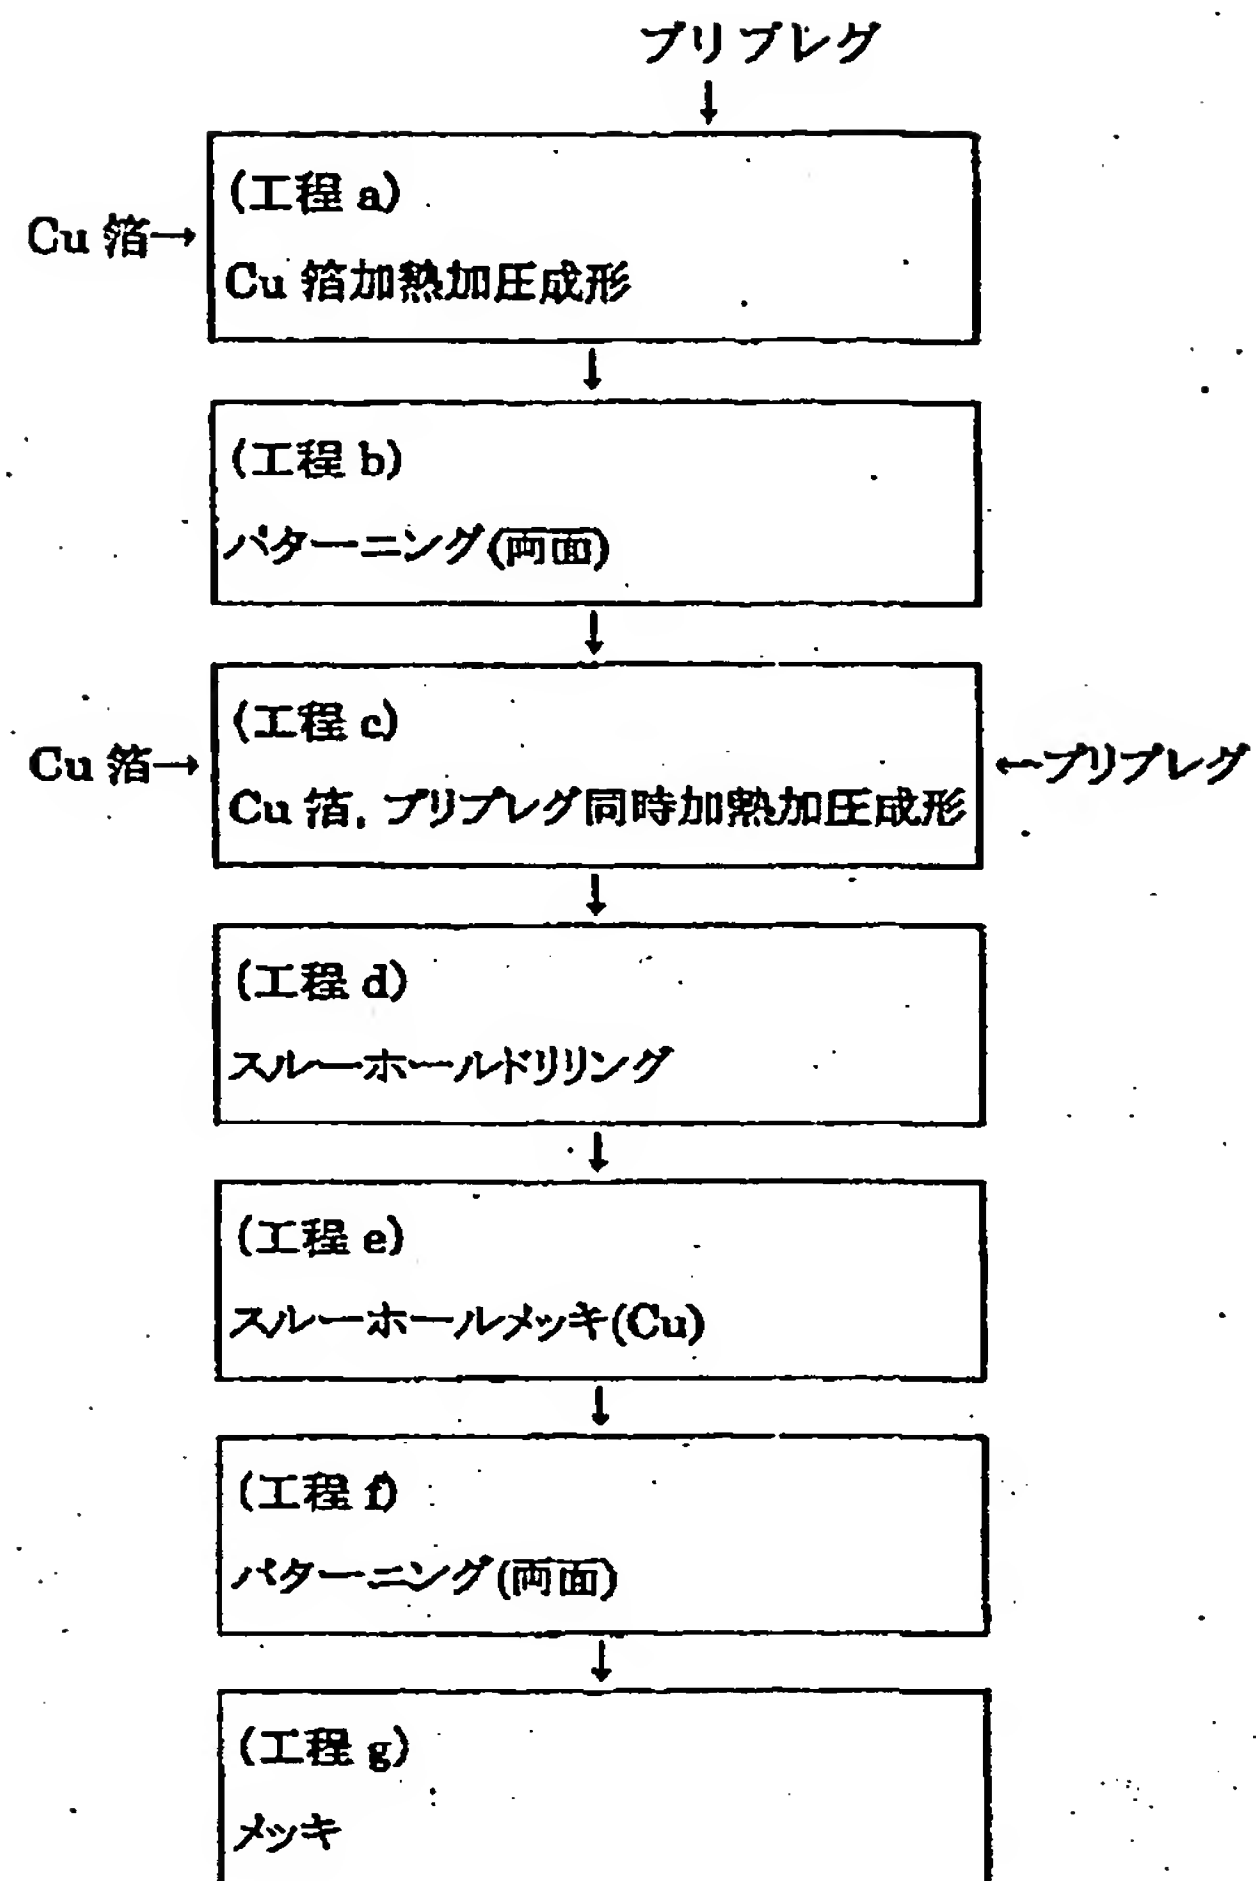 プリプレグ
↓
(工程 a)
Cu 箔→
Cu 箔加熱加圧成形
↓
(工程 b)
パターニング(両面)
↓
(工程 c)
Cu 箔→
←プリプレグ
Cu 箔, プリプレグ同時加熱加圧成形
↓
(工程 d)
スルーホールドリリング
↓
(工程 e)
スルーホールメッキ(Cu)
↓
(工程 f)
パターニング(両面)
↓
(工程 g)
メッキ